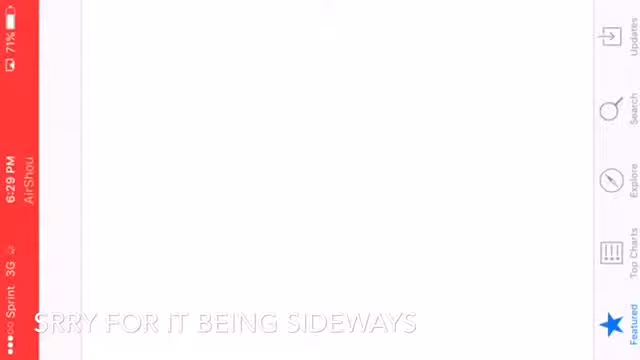 Sprint 3G 6:29 PM 71%
AirShou
SRRY FOR IT BEING SIDEWAYS
Featured Top Charts Explore Search Updates